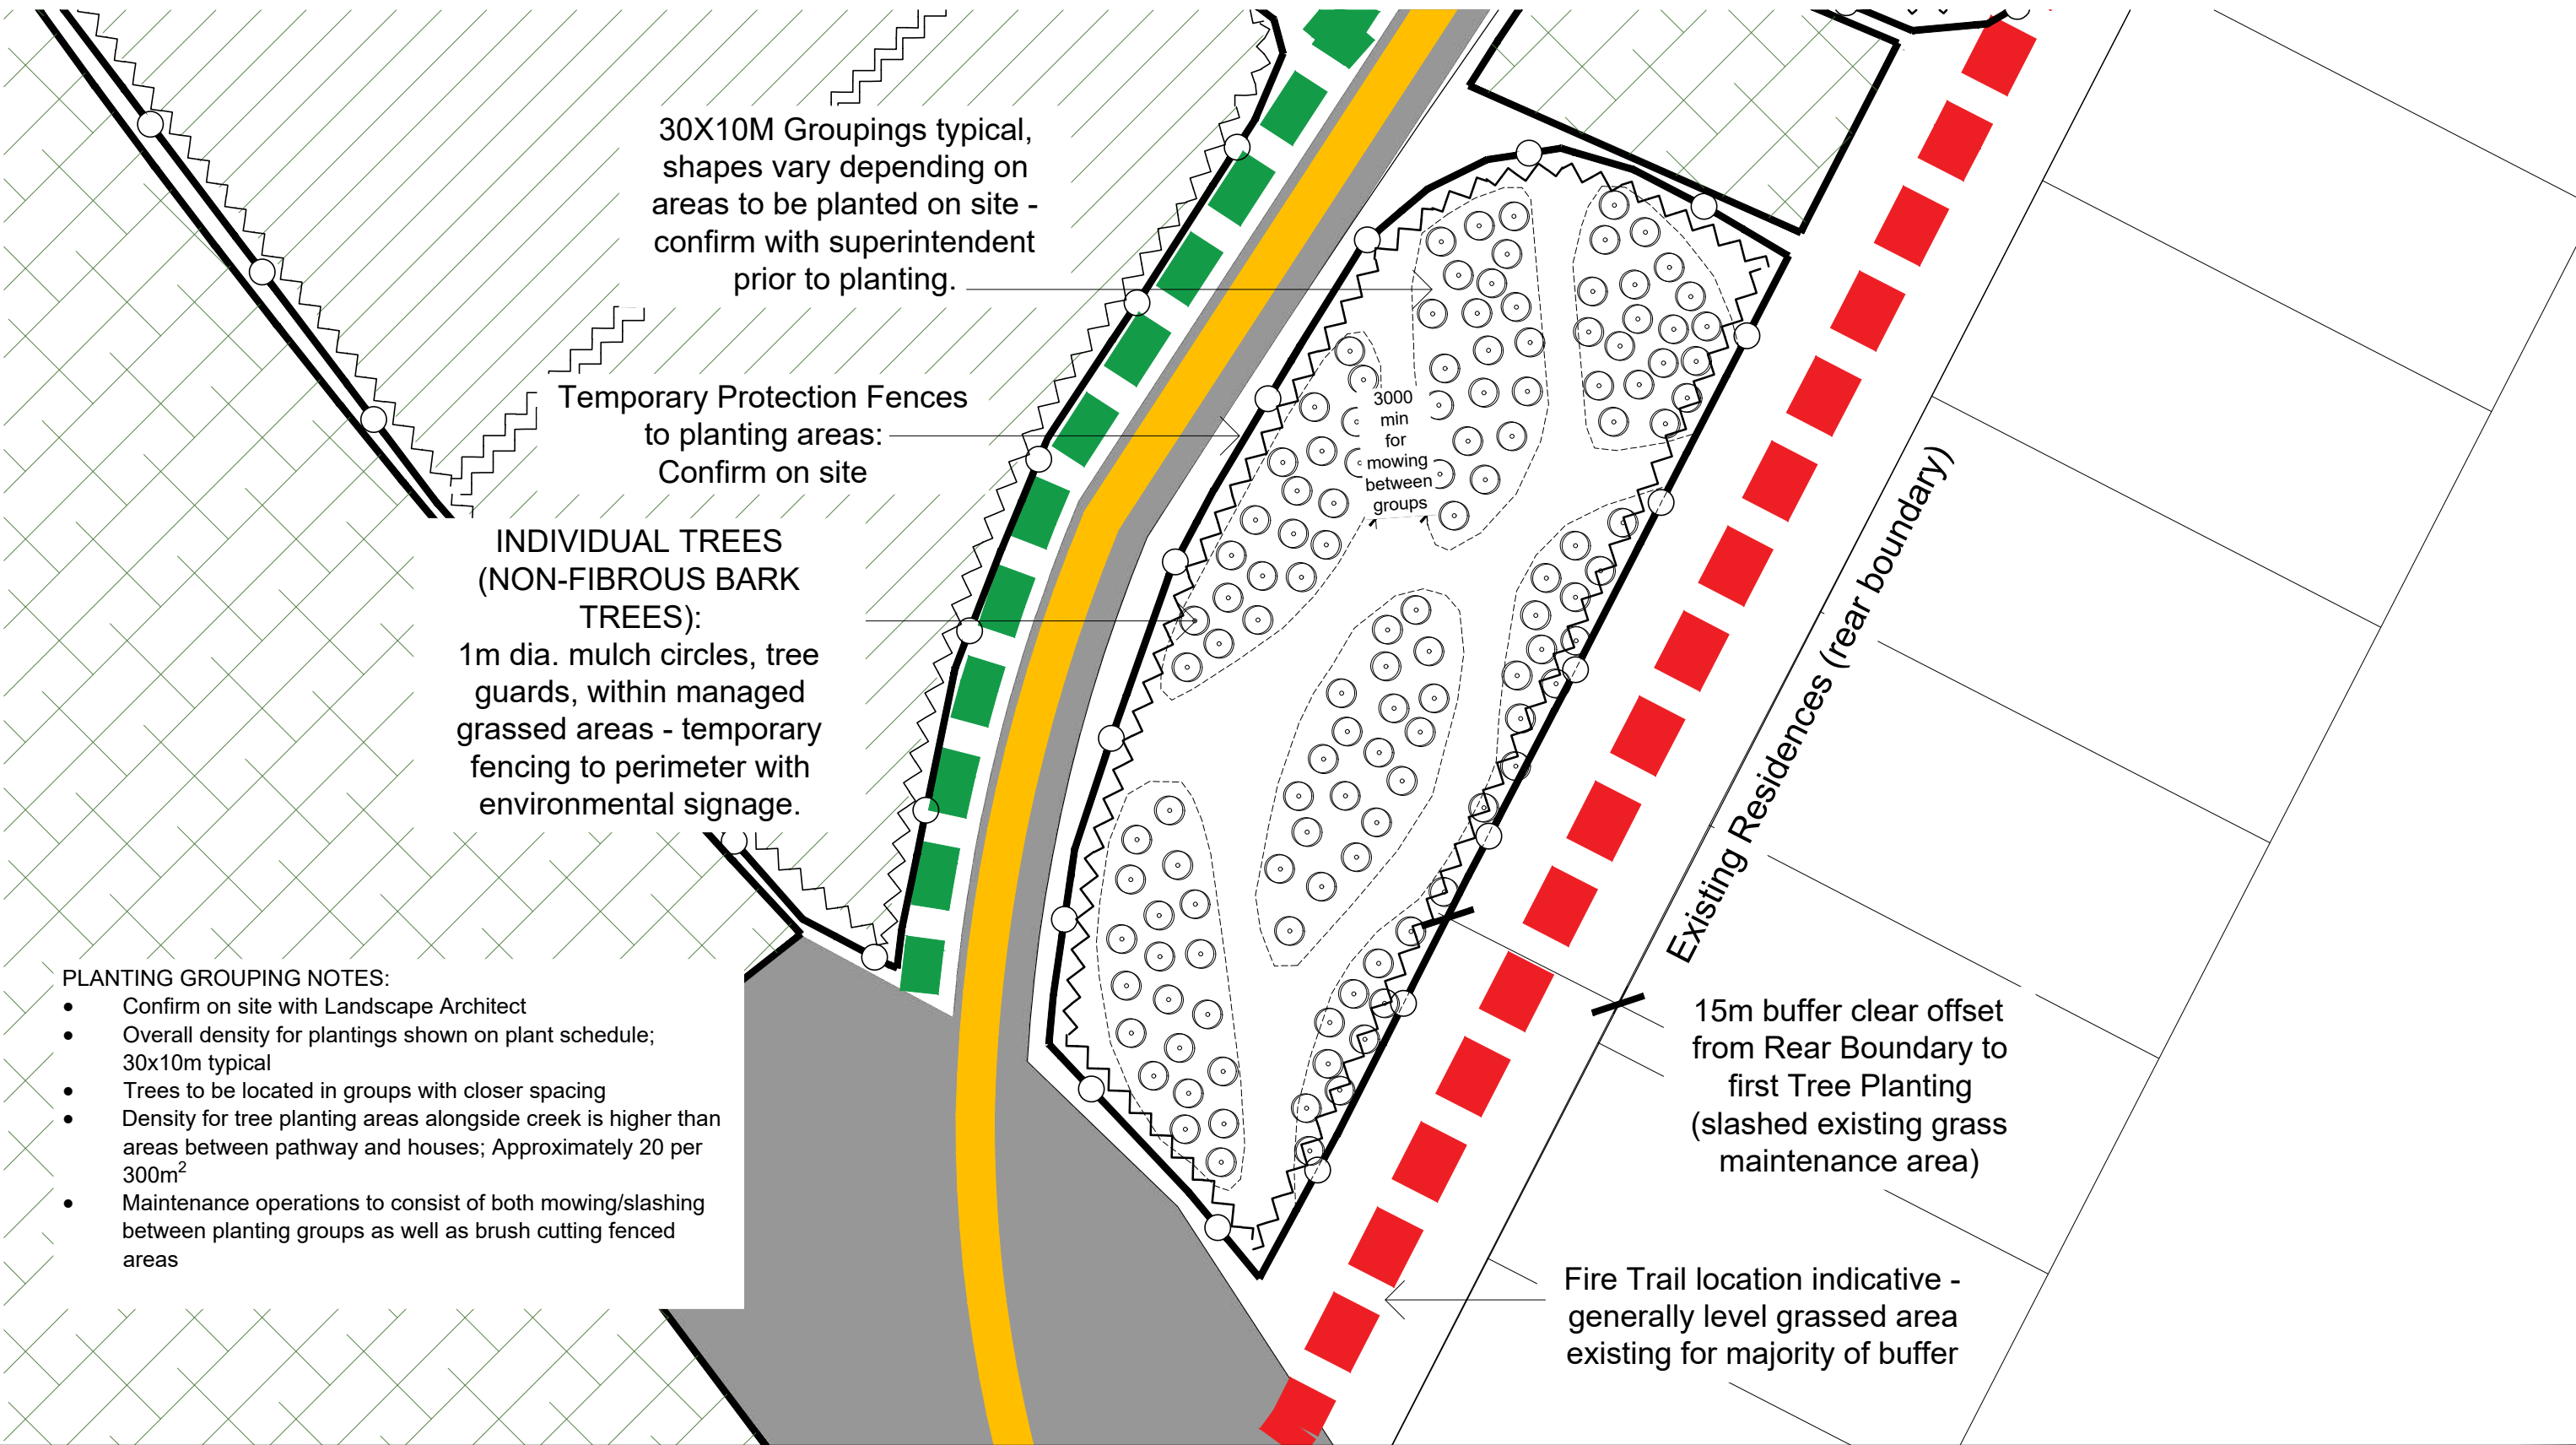 30X10M Groupings typical,
shapes vary depending on
areas to be planted on site -
confirm with superintendent
prior to planting.
Temporary Protection Fences
to planting areas:
Confirm on site
3000
min
for
mowing
between
groups
INDIVIDUAL TREES
(NON-FIBROUS BARK
TREES):
1m dia. mulch circles, tree
guards, within managed
grassed areas - temporary
fencing to perimeter with
environmental signage.
Existing Residences (rear boundary)
PLANTING GROUPING NOTES:
● Confirm on site with Landscape Architect
● Overall density for plantings shown on plant schedule;
30x10m typical
● Trees to be located in groups with closer spacing
● Density for tree planting areas alongside creek is higher than
areas between pathway and houses; Approximately 20 per
300m²
● Maintenance operations to consist of both mowing/slashing
between planting groups as well as brush cutting fenced
areas
15m buffer clear offset
from Rear Boundary to
first Tree Planting
(slashed existing grass
maintenance area)
Fire Trail location indicative -
generally level grassed area
existing for majority of buffer